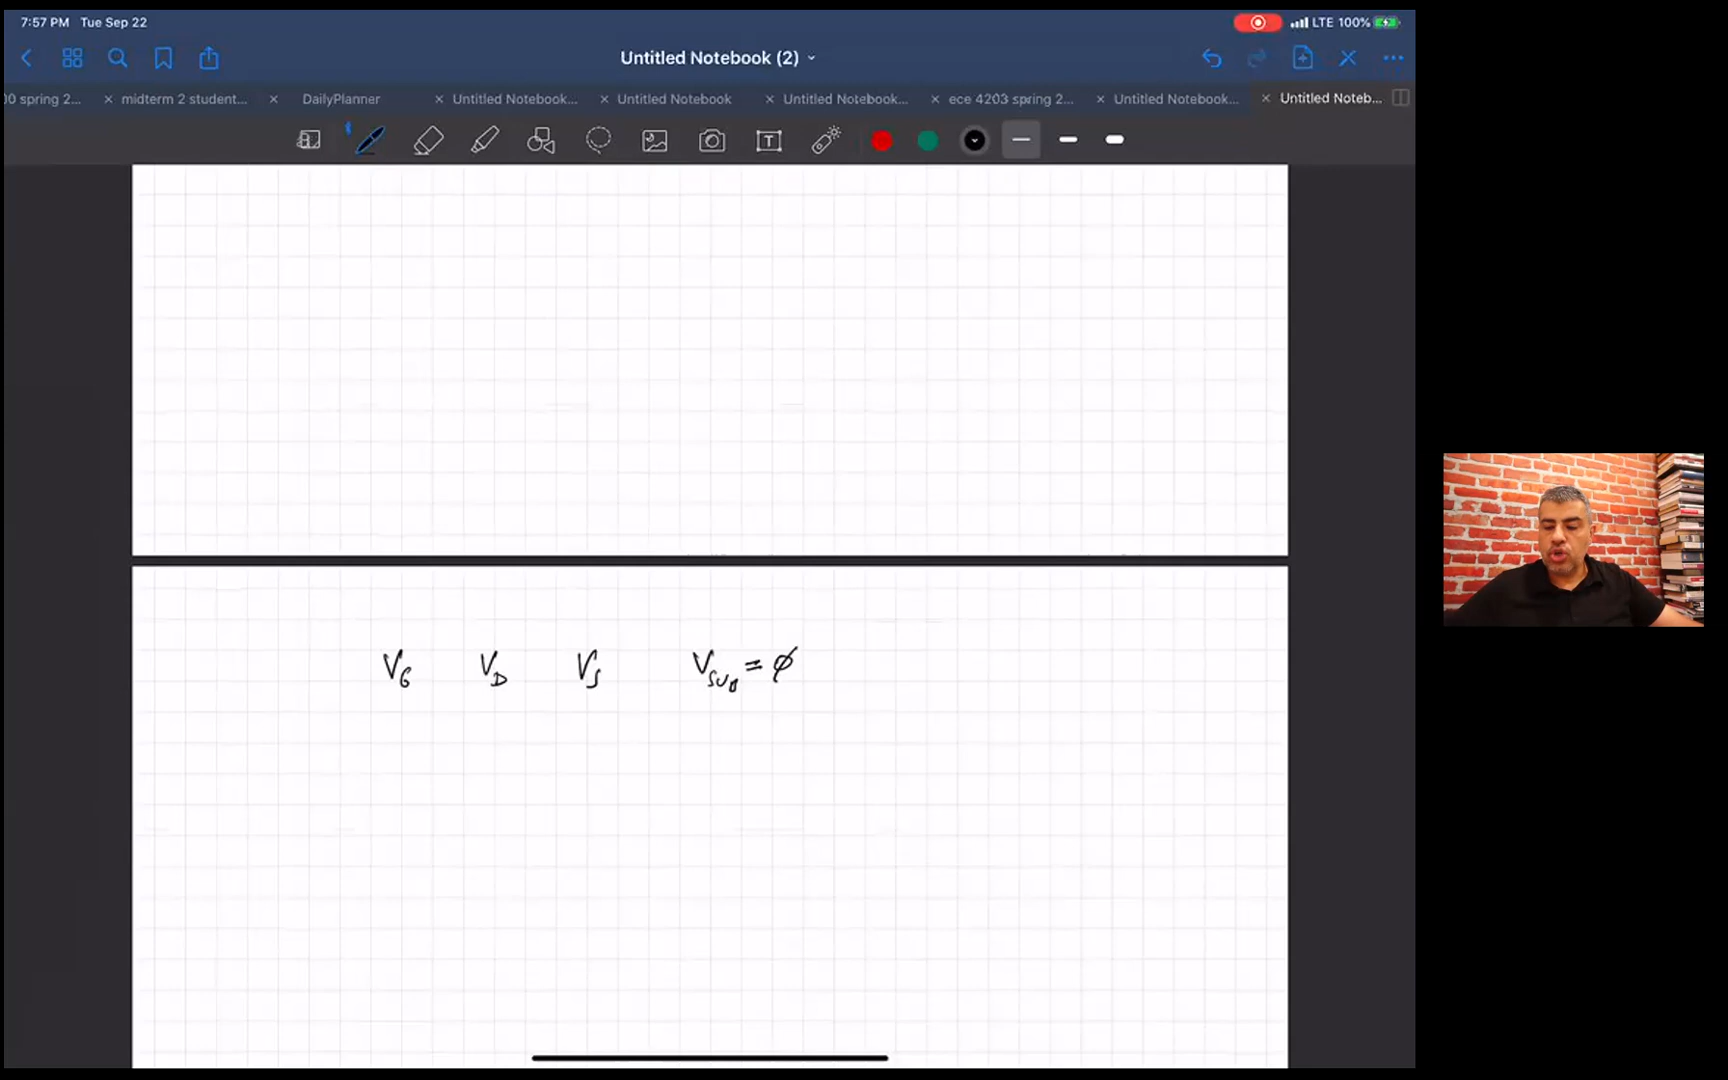 7:57 PM Tue Sep 22
LTE 100%
Untitled Notebook (2)
00 spring 2... midterm 2 student... DailyPlanner Untitled Notebook... Untitled Notebook Untitled Notebook... ece 4203 spring 2... Untitled Notebook... Untitled Noteb...
T
V_G V_D V_S V_SUB = ϕ